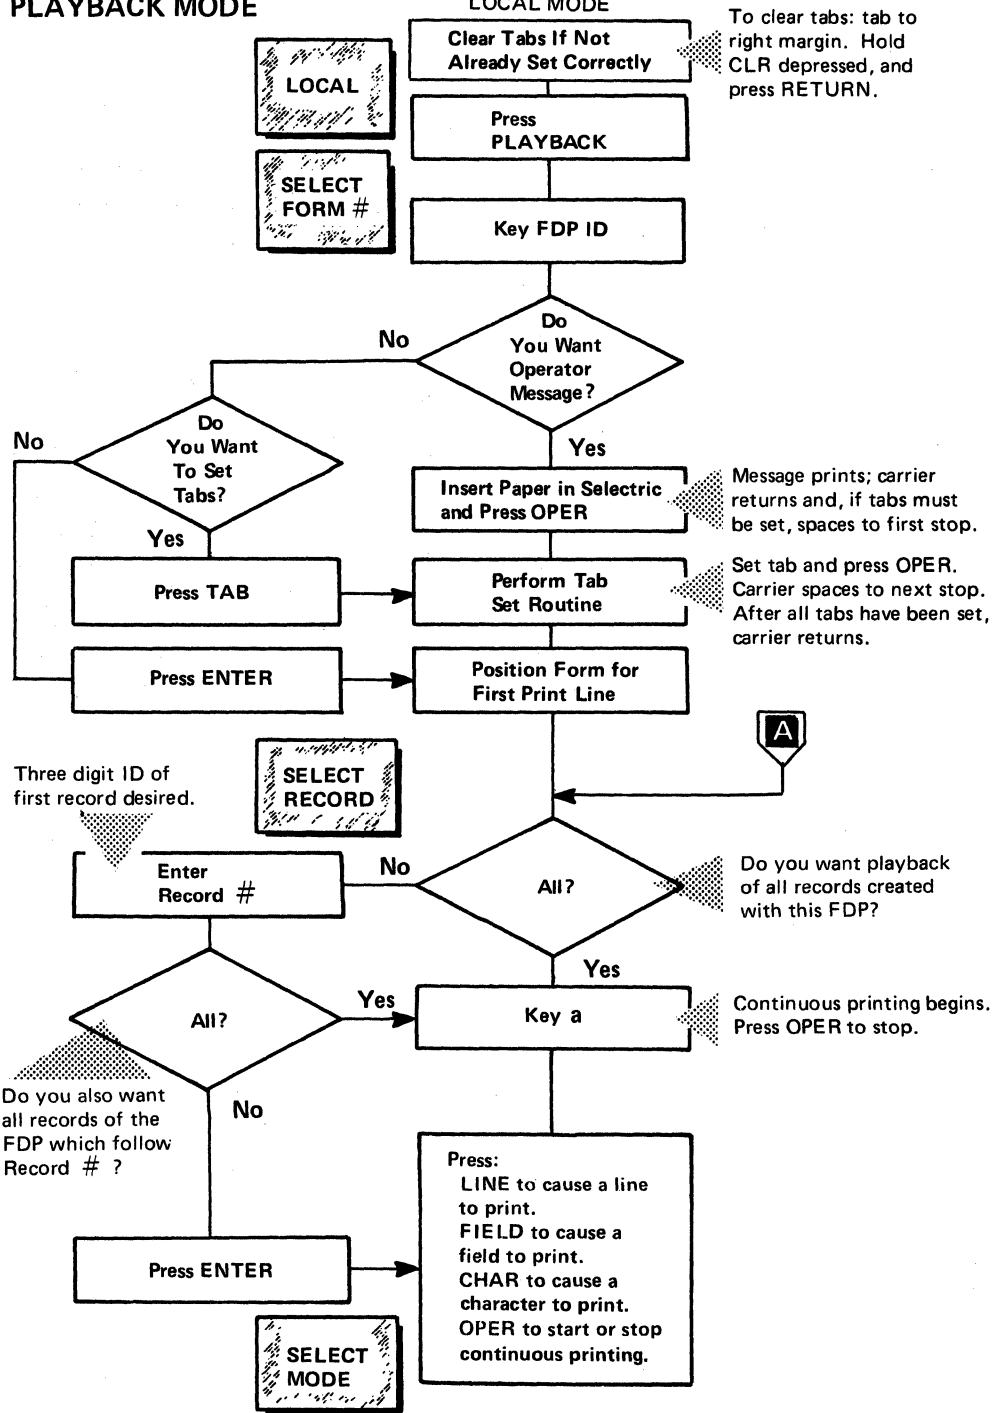 PLAYBACK MODE
LOCAL MODE
Clear Tabs If Not
Already Set Correctly
To clear tabs: tab to
right margin. Hold
CLR depressed, and
press RETURN.
LOCAL
Press
PLAYBACK
SELECT
FORM #
Key FDP ID
Do
You Want
Operator
Message?
No
Yes
Do
You Want
To Set
Tabs?
No
Yes
Insert Paper in Selectric
and Press OPER
Message prints; carrier
returns and, if tabs must
be set, spaces to first stop.
Press TAB
Perform Tab
Set Routine
Set tab and press OPER.
Carrier spaces to next stop.
After all tabs have been set,
carrier returns.
Press ENTER
Position Form for
First Print Line
A
SELECT
RECORD
Three digit ID of
first record desired.
Enter
Record #
No
All?
Do you want playback
of all records created
with this FDP?
Yes
All?
Yes
Key a
Continuous printing begins.
Press OPER to stop.
Do you also want
all records of the
FDP which follow
Record # ?
No
Press:
LINE to cause a line
to print.
FIELD to cause a
field to print.
CHAR to cause a
character to print.
OPER to start or stop
continuous printing.
Press ENTER
SELECT
MODE